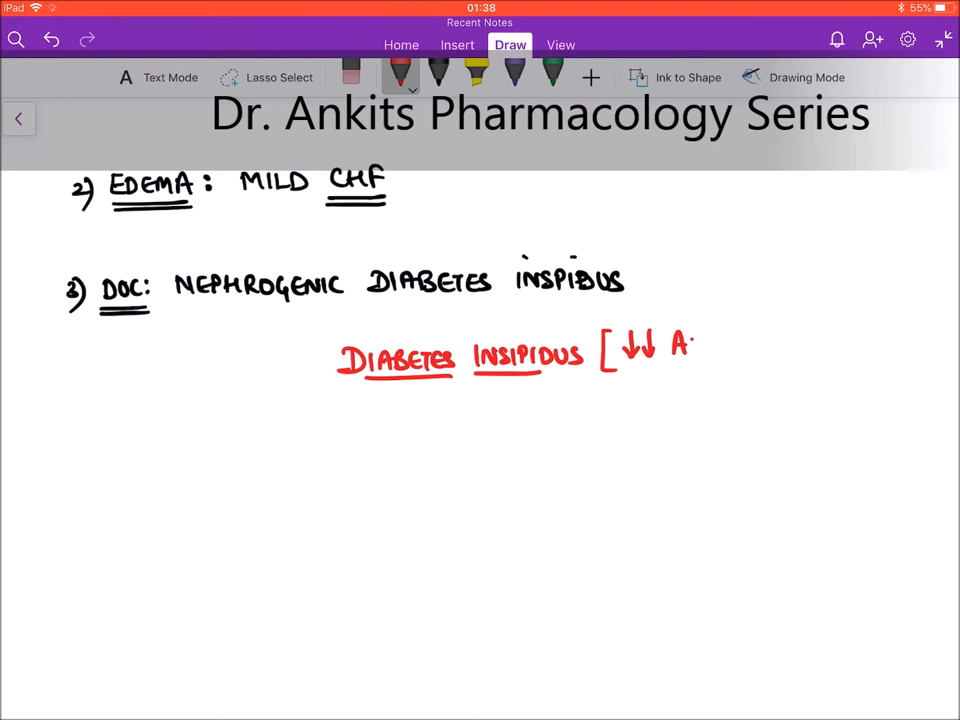 iPad 01:38 55%
Recent Notes
Home Insert Draw View
A Text Mode Lasso Select Ink to Shape Drawing Mode
Dr. Ankits Pharmacology Series
2) EDEMA: MILD CHF
3) DOC: NEPHROGENIC DIABETES INSPIDUS
DIABETES INSIPIDUS [ ↓↓ A